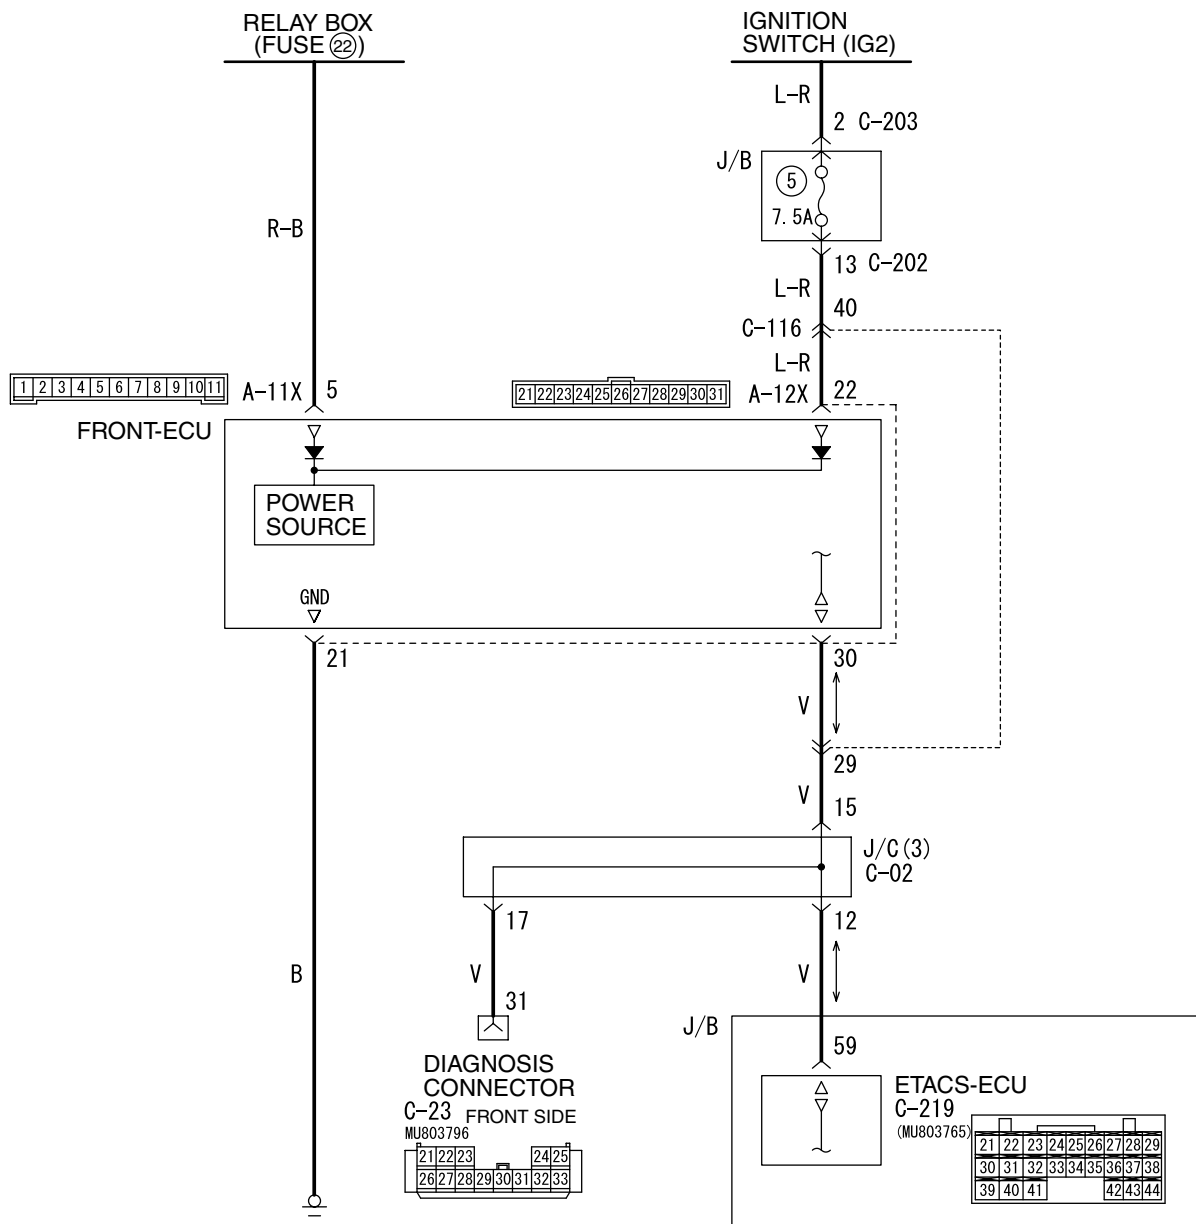 RELAY BOX
(FUSE 22)
IGNITION
SWITCH (IG2)
L-R
2 C-203
J/B
5
7.5A
R-B
13 C-202
L-R
40
C-116
L-R
1 2 3 4 5 6 7 8 9 10 11
A-11X 5
21 22 23 24 25 26 27 28 29 30 31
A-12X 22
FRONT-ECU
POWER
SOURCE
GND
21
30
V
29
V
15
J/C(3)
C-02
17
12
B
V
V
31
J/B
59
DIAGNOSIS
CONNECTOR
C-23 FRONT SIDE
MU803796
21 22 23 24 25
26 27 28 29 30 31 32 33
ETACS-ECU
C-219
(MU803765)
21 22 23 24 25 26 27 28 29
30 31 32 33 34 35 36 37 38
39 40 41 42 43 44